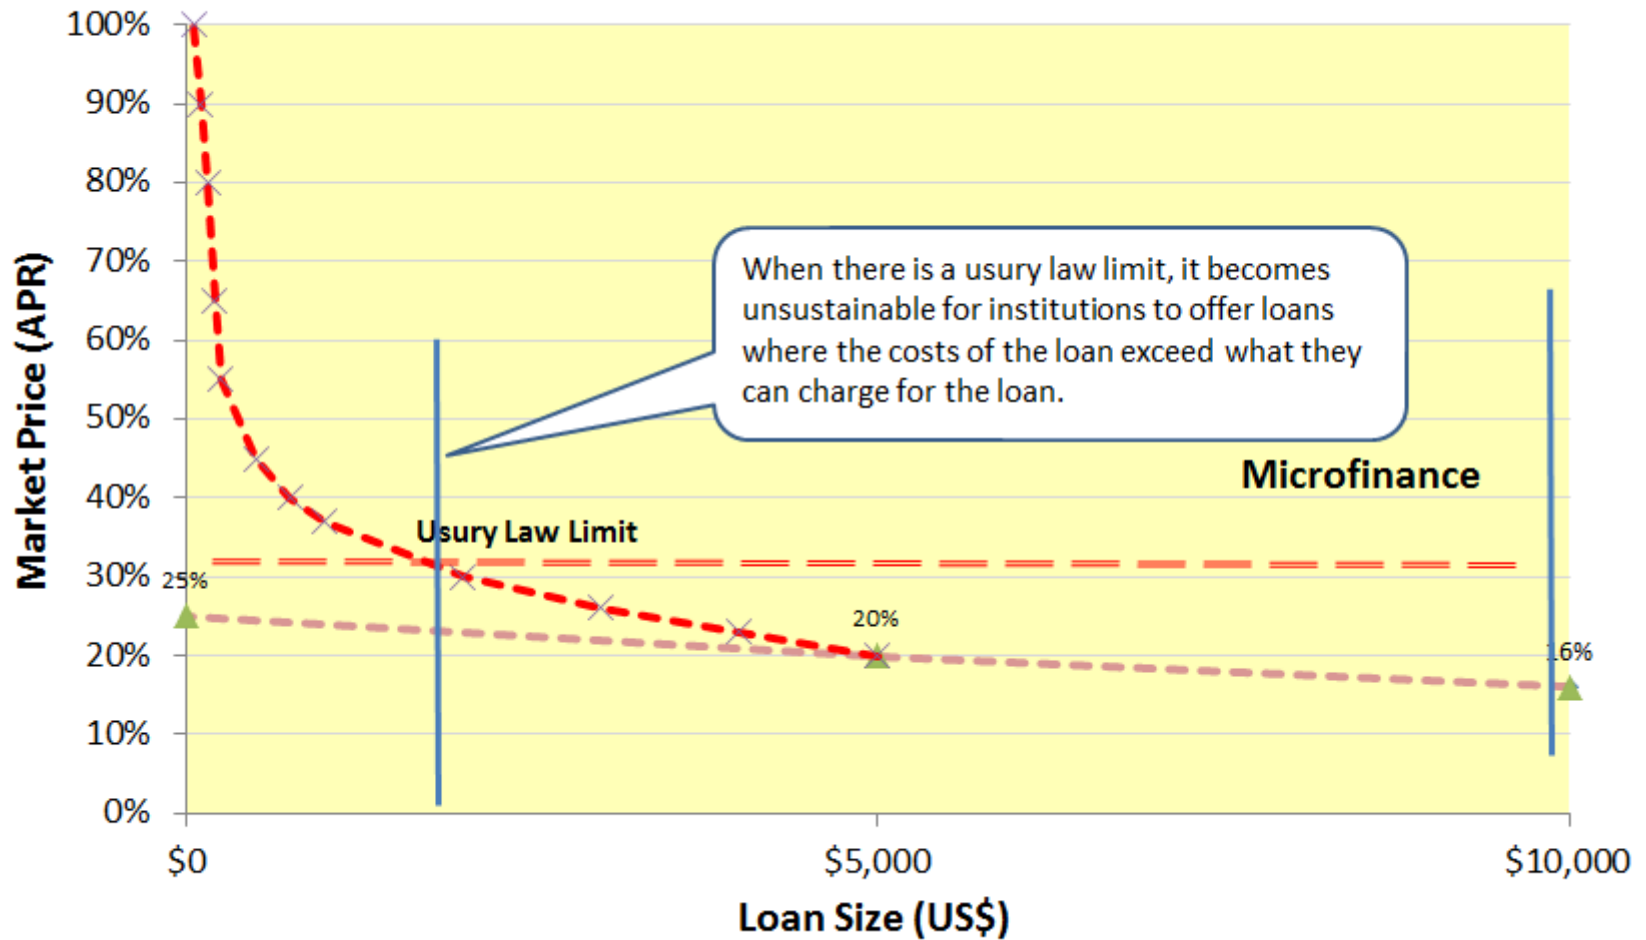 100%
90%
80%
70%
60%
50%
40%
30%
20%
10%
0%
Market Price (APR)
When there is a usury law limit, it becomes
unsustainable for institutions to offer loans
where the costs of the loan exceed what they
can charge for the loan.
Microfinance
Usury Law Limit
25%
20%
16%
$0
$5,000
$10,000
Loan Size (US$)